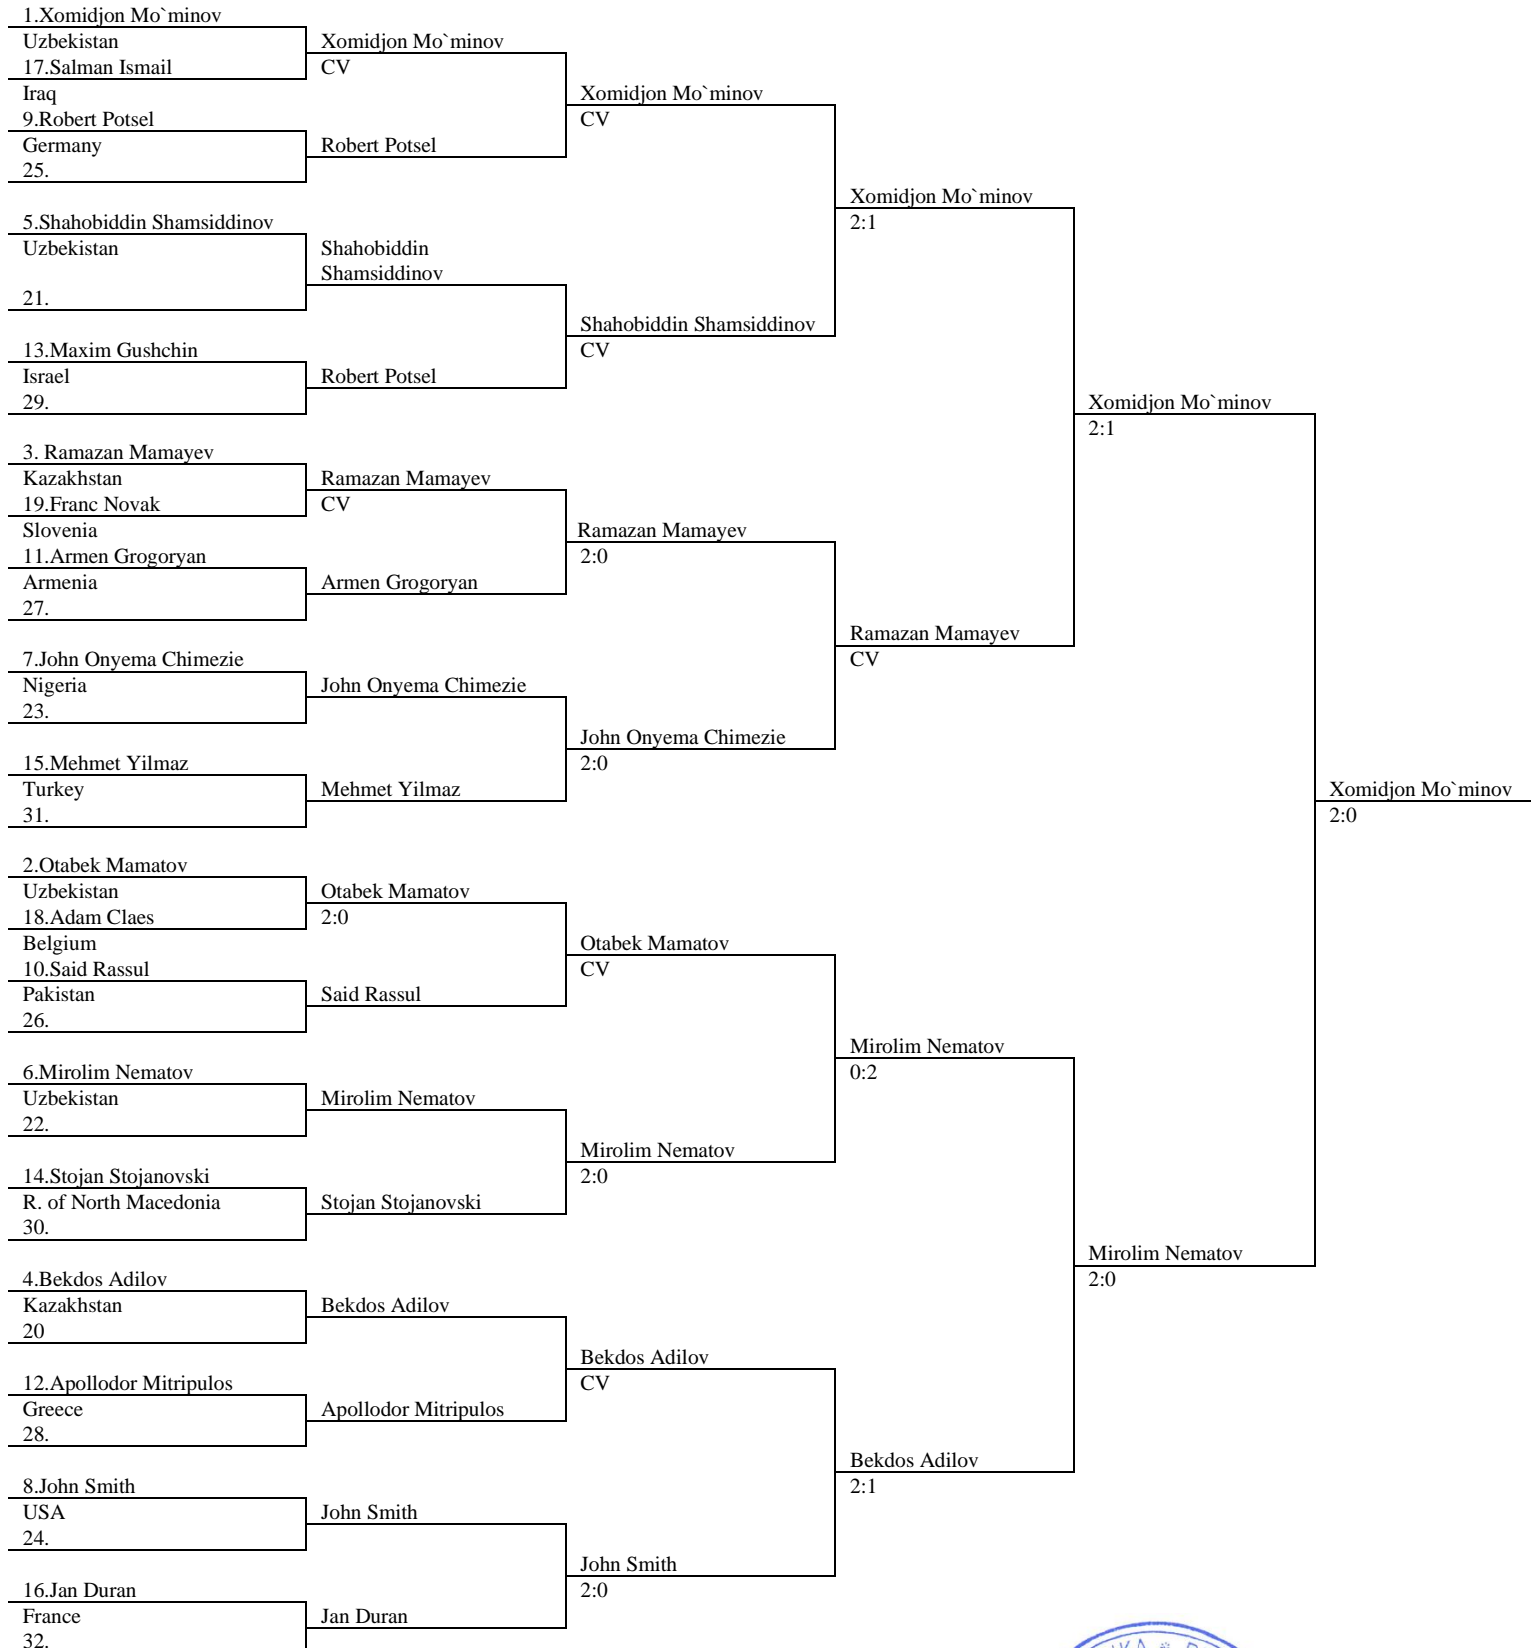 1.Xomidjon Mo`minov
Uzbekistan
17.Salman Ismail
Iraq
9.Robert Potsel
Germany
25.
5.Shahobiddin Shamsiddinov
Uzbekistan
21.
13.Maxim Gushchin
Israel
29.
3. Ramazan Mamayev
Kazakhstan
19.Franc Novak
Slovenia
11.Armen Grogoryan
Armenia
27.
7.John Onyema Chimezie
Nigeria
23.
15.Mehmet Yilmaz
Turkey
31.
2.Otabek Mamatov
Uzbekistan
18.Adam Claes
Belgium
10.Said Rassul
Pakistan
26.
6.Mirolim Nematov
Uzbekistan
22.
14.Stojan Stojanovski
R. of North Macedonia
30.
4.Bekdos Adilov
Kazakhstan
20
12.Apollodor Mitripulos
Greece
28.
8.John Smith
USA
24.
16.Jan Duran
France
32.
Xomidjon Mo`minov
CV
Robert Potsel
Shahobiddin
Shamsiddinov
Robert Potsel
Ramazan Mamayev
CV
Armen Grogoryan
John Onyema Chimezie
Mehmet Yilmaz
Otabek Mamatov
2:0
Said Rassul
Mirolim Nematov
Stojan Stojanovski
Bekdos Adilov
Apollodor Mitripulos
John Smith
Jan Duran
Xomidjon Mo`minov
CV
Shahobiddin Shamsiddinov
CV
Ramazan Mamayev
2:0
John Onyema Chimezie
2:0
Otabek Mamatov
CV
Mirolim Nematov
2:0
Bekdos Adilov
CV
John Smith
2:0
Xomidjon Mo`minov
2:1
Ramazan Mamayev
CV
Mirolim Nematov
0:2
Bekdos Adilov
2:1
Xomidjon Mo`minov
2:1
Mirolim Nematov
2:0
Xomidjon Mo`minov
2:0